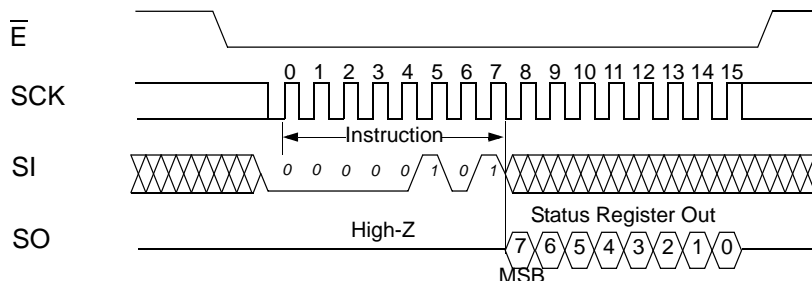 E
SCK
0 1 2 3 4 5 6 7 8 9 10 11 12 13 14 15
Instruction
SI
0 0 0 0 0 1 0 1
SO
High-Z
Status Register Out
7 6 5 4 3 2 1 0
MSB